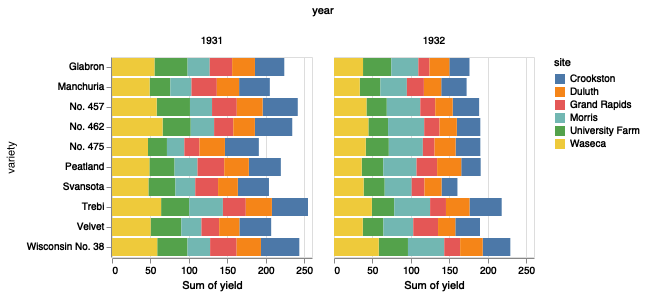 year
1931
1932
variety
Glabron
Manchuria
No. 457
No. 462
No. 475
Peatland
Svansota
Trebi
Velvet
Wisconsin No. 38
0 50 100 150 200 250
0 50 100 150 200 250
Sum of yield
Sum of yield
site
Crookston
Duluth
Grand Rapids
Morris
University Farm
Waseca